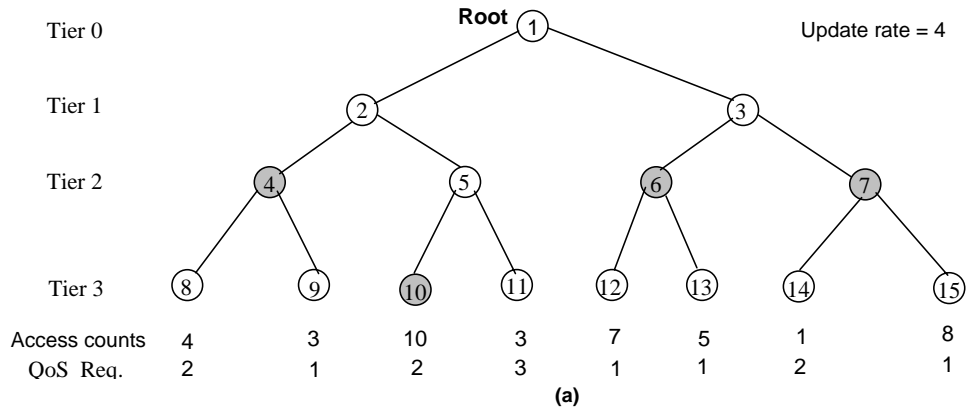 Tier 0 Root 1 Update rate = 4
Tier 1 2 3
Tier 2 4 5 6 7
Tier 3 8 9 10 11 12 13 14 15
Access counts 4 3 10 3 7 5 1 8
QoS Req. 2 1 2 3 1 1 2 1
(a)